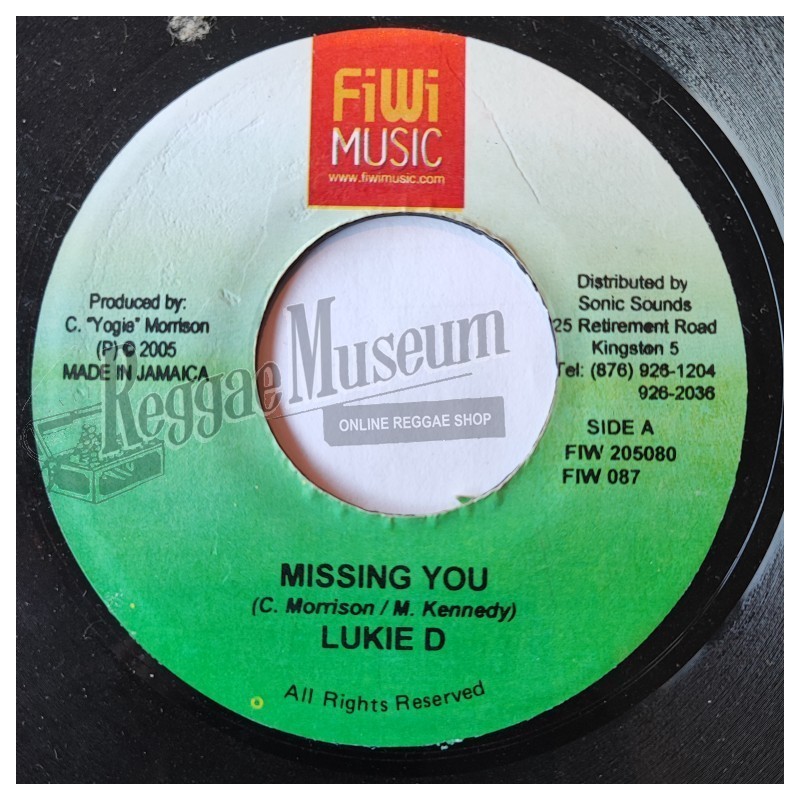 FiWi
MUSIC
www.fiwimusic.com
Produced by:
C. "Yogie" Morrison
(P) © 2005
MADE IN JAMAICA
Distributed by
Sonic Sounds
25 Retirement Road
Kingston 5
Tel: (876) 926-1204
926-2036
SIDE A
FIW 205080
FIW 087
Reggae Museum
ONLINE REGGAE SHOP
MISSING YOU
(C. Morrison / M. Kennedy)
LUKIE D
All Rights Reserved